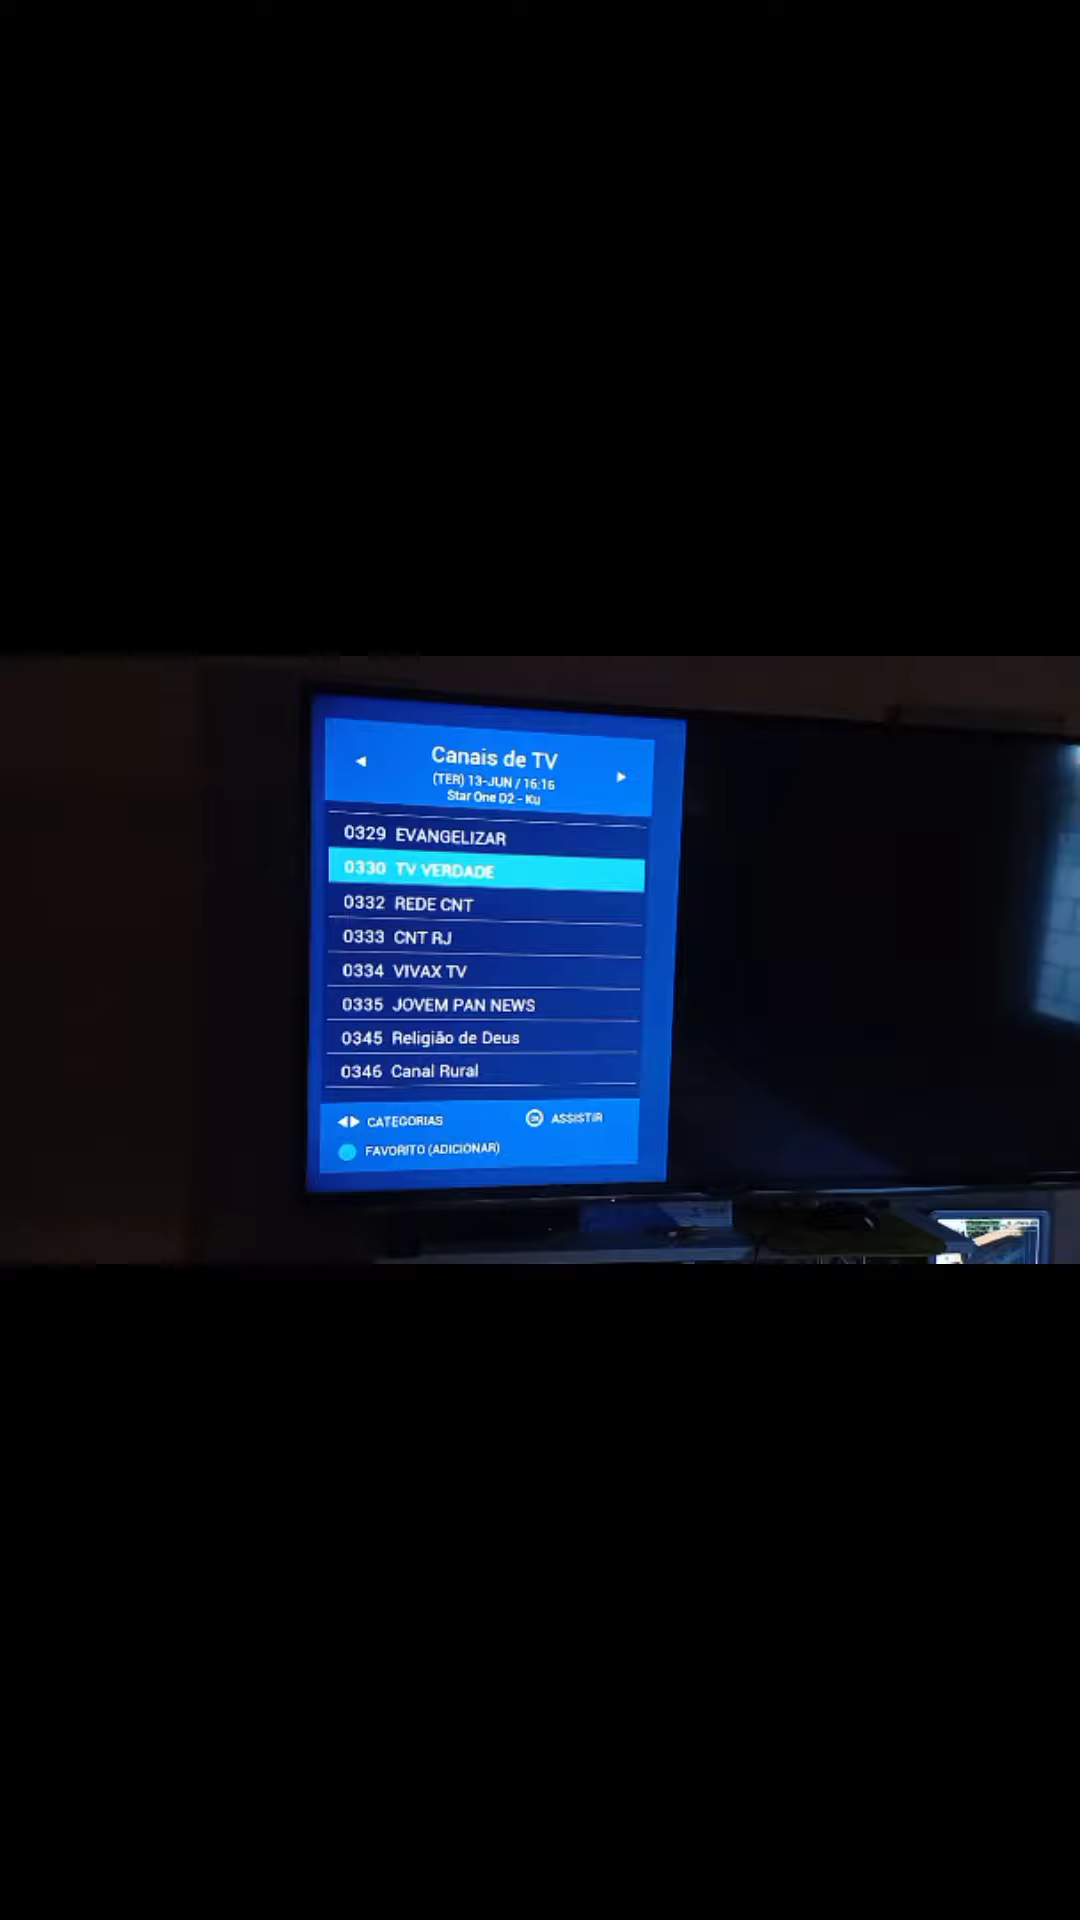 Canais de TV
(TER) 13-JUN / 16:16
Star One D2 - Ku
0329 EVANGELIZAR
0330 TV VERDADE
0332 REDE CNT
0333 CNT RJ
0334 VIVAX TV
0335 JOVEM PAN NEWS
0345 Religião de Deus
0346 Canal Rural
CATEGORIAS
ASSISTIR
FAVORITO (ADICIONAR)